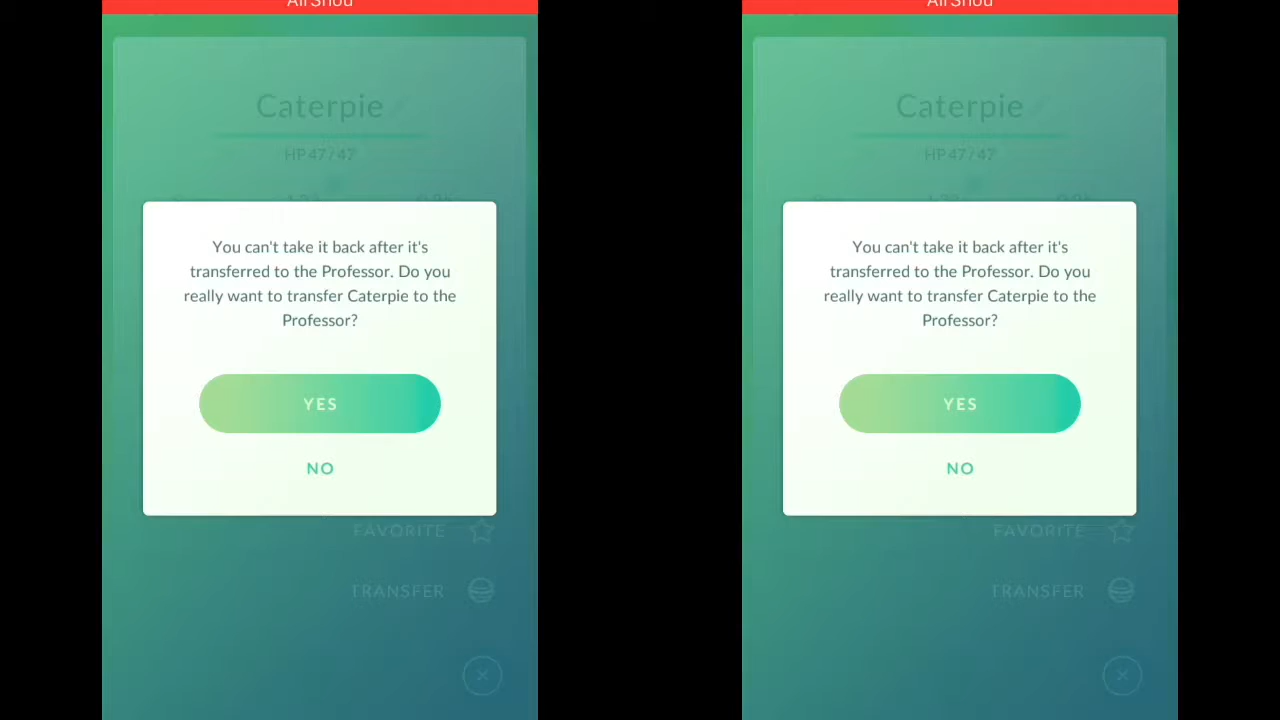 AirShou
Caterpie
HP 47 / 47
You can't take it back after it's
transferred to the Professor. Do you
really want to transfer Caterpie to the
Professor?
YES
NO
FAVORITE
TRANSFER
AirShou
Caterpie
HP 47 / 47
You can't take it back after it's
transferred to the Professor. Do you
really want to transfer Caterpie to the
Professor?
YES
NO
FAVORITE
TRANSFER